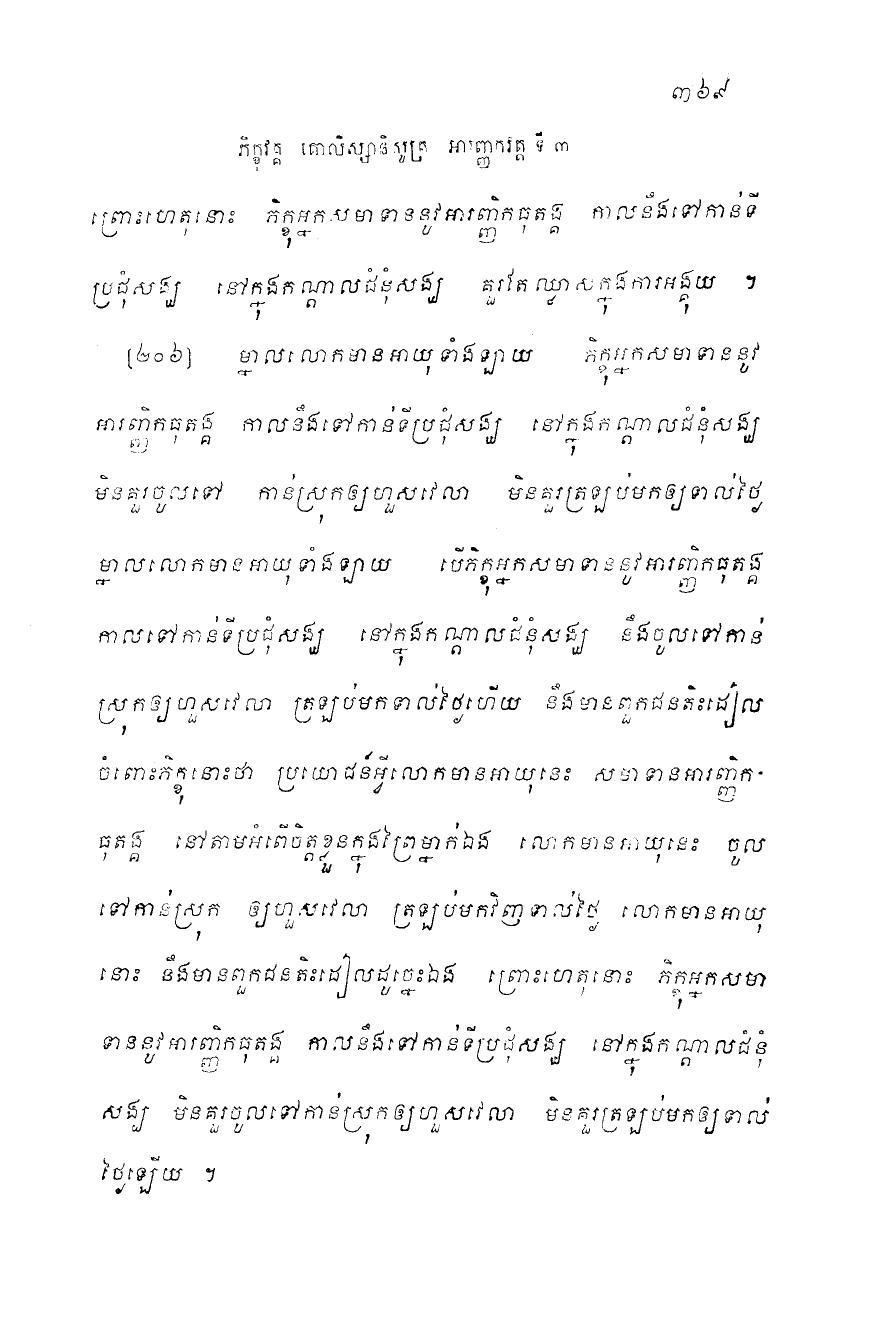 ៣៦៩
ភិក្ខុវគ្គ គោលិស្សានិសូត្រ អារញ្ញកវត្ត ទី ៣
ព្រោះហេតុនោះ ភិក្ខុអ្នកសមាទាននូវអារញ្ញិកធុតង្គ កាលនឹងទៅកាន់ទី
ប្រជុំសង្ឃ នៅក្នុងកណ្តាលជំនុំសង្ឃ គួរតែឈ្លាសក្នុងការអង្គុយ ។
[២០៦] ម្នាលលោកមានអាយុទាំងឡាយ ភិក្ខុអ្នកសមាទាននូវ
អារញ្ញិកធុតង្គ កាលនឹងទៅកាន់ទីប្រជុំសង្ឃ នៅក្នុងកណ្តាលជំនុំសង្ឃ
មិនគួរចូលទៅ កាន់ស្រុកឲ្យហួសវេលា មិនគួរត្រឡប់មកឲ្យទាល់ថ្ងៃ
ម្នាលលោកមានអាយុទាំងឡាយ បើភិក្ខុអ្នកសមាទាននូវអារញ្ញិកធុតង្គ
កាលទៅកាន់ទីប្រជុំសង្ឃ នៅក្នុងកណ្តាលជំនុំសង្ឃ នឹងចូលទៅកាន់
ស្រុកឲ្យហួសវេលា ត្រឡប់មកទាល់ថ្ងៃហើយ នឹងមានពួកជនតិះដៀល
ចំពោះភិក្ខុនោះថា ប្រយោជន៍អ្វីលោកមានអាយុនេះ សមាទានអារញ្ញិក-
ធុតង្គ នៅតាមអំពើចិត្តខ្លួនក្នុងព្រៃម្នាក់ឯង លោកមានអាយុនេះ ចូល
ទៅកាន់ស្រុក ឲ្យហួសវេលា ត្រឡប់មកវិញទាល់ថ្ងៃ លោកមានអាយុ
នោះ នឹងមានពួកជនតិះដៀលដូច្នេះឯង ព្រោះហេតុនោះ ភិក្ខុអ្នកសមា
ទាននូវអារញ្ញិកធុតង្គ កាលនឹងទៅកាន់ទីប្រជុំសង្ឃ នៅក្នុងកណ្តាលជំនុំ
សង្ឃ មិនគួរចូលទៅកាន់ស្រុកឲ្យហួសវេលា មិនគួរត្រឡប់មកឲ្យទាល់
ថ្ងៃឡើយ ។